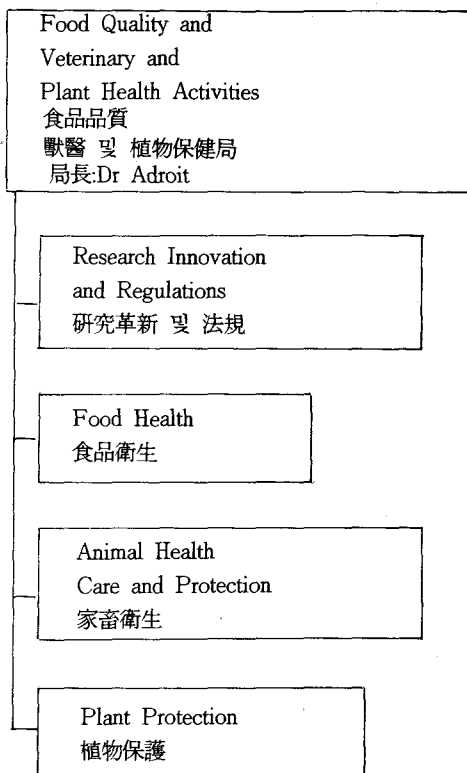 Food Quality and
Veterinary and
Plant Health Activities
食品品質
獸醫 및 植物保健局
局長:Dr Adroit
Research Innovation
and Regulations
研究革新 및 法規
Food Health
食品衛生
Animal Health
Care and Protection
家畜衛生
Plant Protection
植物保護